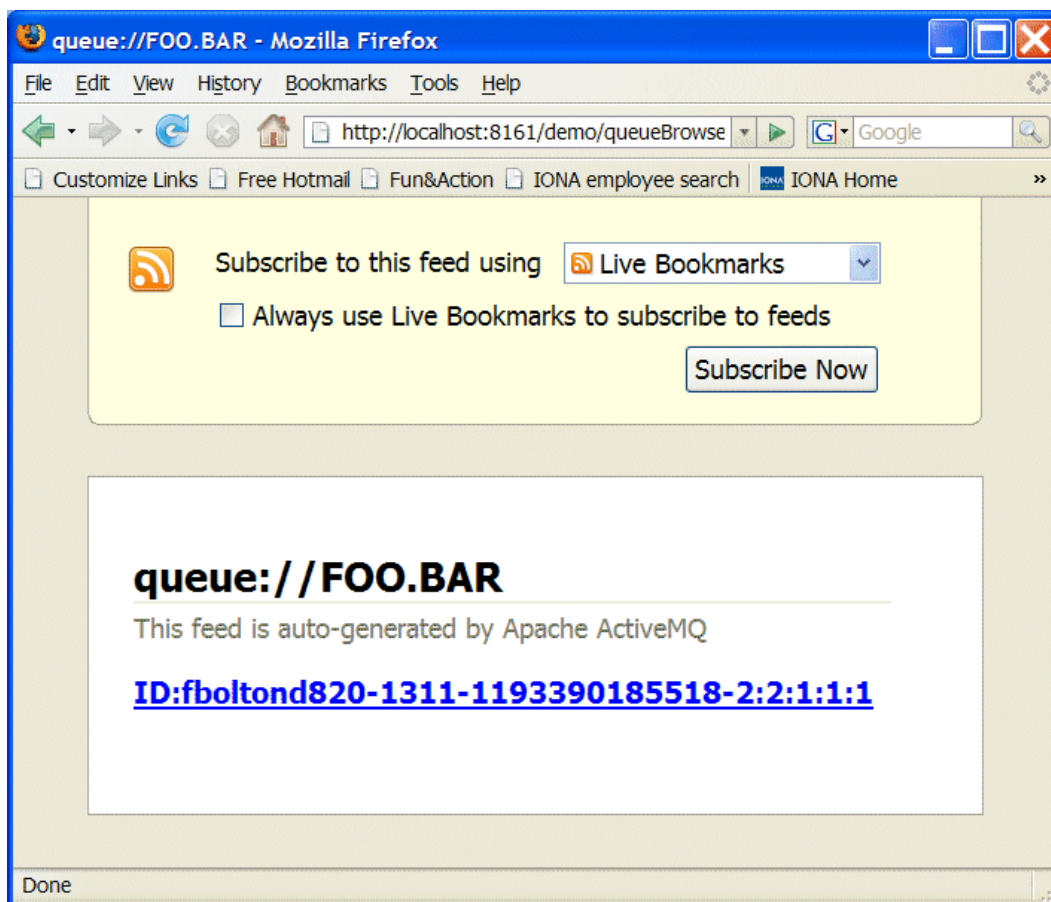 queue://FOO.BAR - Mozilla Firefox
File Edit View History Bookmarks Tools Help
http://localhost:8161/demo/queueBrowse G Google
Customize Links Free Hotmail Fun&Action IONA employee search IONA IONA Home »
Subscribe to this feed using Live Bookmarks
Always use Live Bookmarks to subscribe to feeds
Subscribe Now
queue://FOO.BAR
This feed is auto-generated by Apache ActiveMQ
ID:fboltond820-1311-1193390185518-2:2:1:1:1
Done